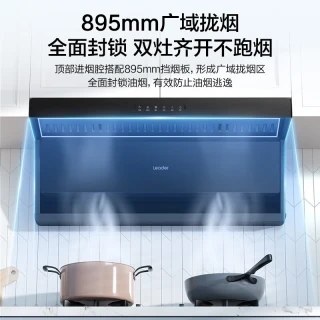 895mm广域拢烟
全面封锁 双灶齐开不跑烟
顶部进烟腔搭配895mm挡烟板，形成广域拢烟区
全面封锁油烟，有效防止油烟逃逸
Leader